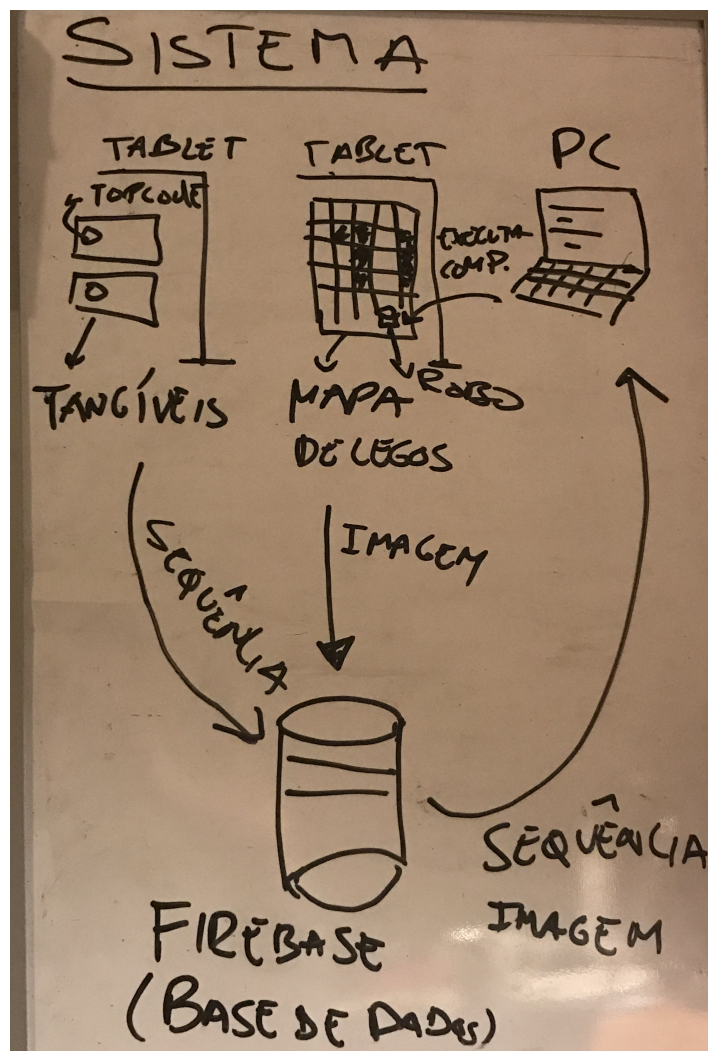 SISTEMA
TABLET
TOPCODE
TANGÍVEIS
TABLET
EXECUTA
COMP.
MAPA
DE LEGOS
ROBO
PC
SEQUÊNCIA
IMAGEM
SEQUÊNCIA
IMAGEM
FIREBASE
(BASE DE DADOS)